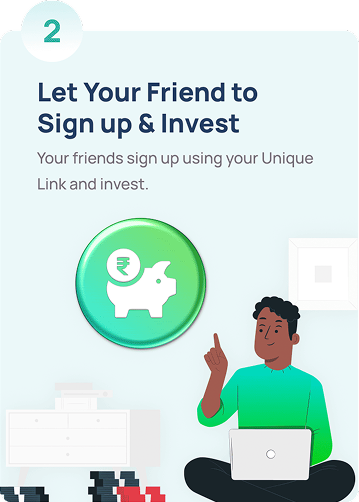 2
Let Your Friend to
Sign up & Invest
Your friends sign up using your Unique
Link and invest.
₹